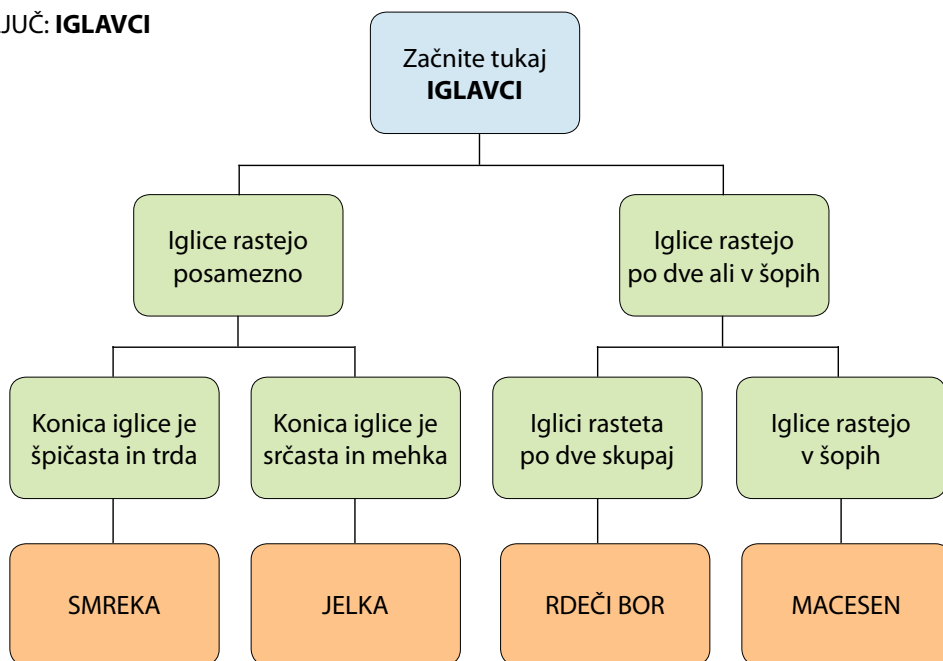 JUČ: IGLAVCI
Začnite tukaj
IGLAVCI
Iglice rastejo
posamezno
Iglice rastejo
po dve ali v šopih
Konica iglice je
špičasta in trda
Konica iglice je
srčasta in mehka
Iglici rasteta
po dve skupaj
Iglice rastejo
v šopih
SMREKA
JELKA
RDEČI BOR
MACESEN